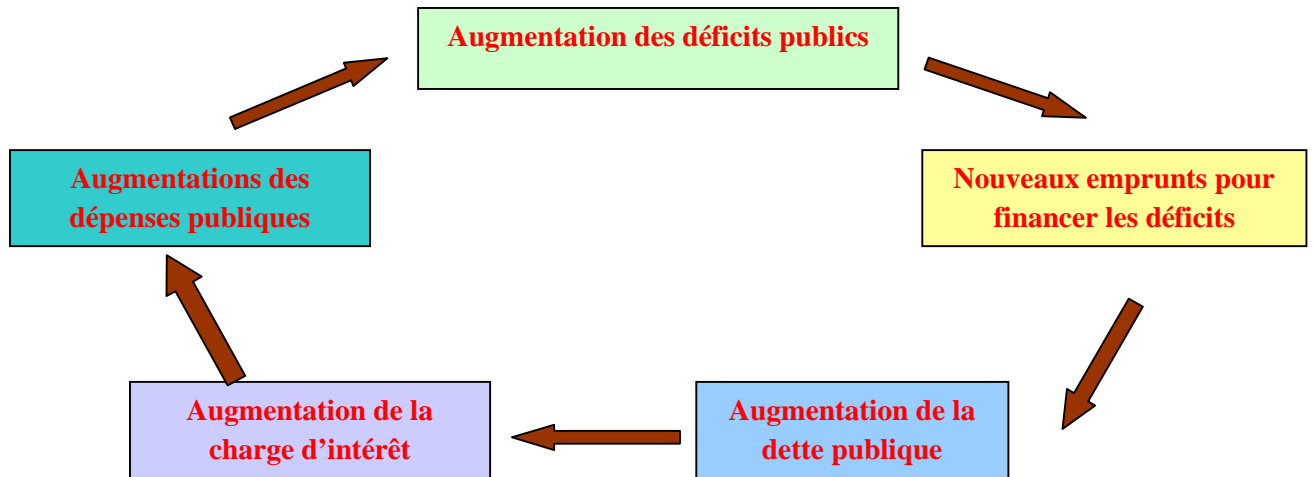 Augmentation des déficits publics
Augmentations des
dépenses publiques
Nouveaux emprunts pour
financer les déficits
Augmentation de la
charge d’intérêt
Augmentation de la
dette publique